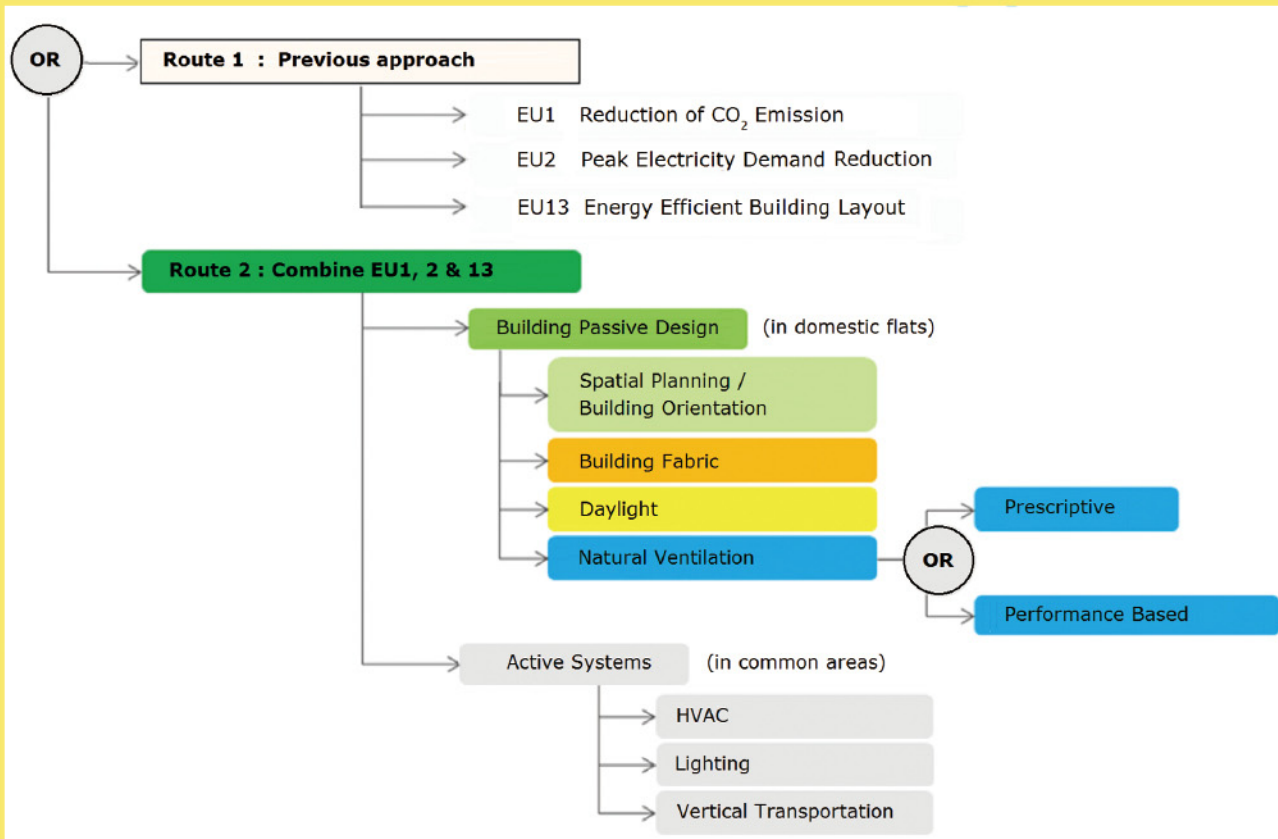 OR
Route 1 : Previous approach
EU1 Reduction of CO₂ Emission
EU2 Peak Electricity Demand Reduction
EU13 Energy Efficient Building Layout
Route 2 : Combine EU1, 2 & 13
Building Passive Design (in domestic flats)
Spatial Planning /
Building Orientation
Building Fabric
Daylight
Natural Ventilation
OR
Prescriptive
Performance Based
Active Systems (in common areas)
HVAC
Lighting
Vertical Transportation